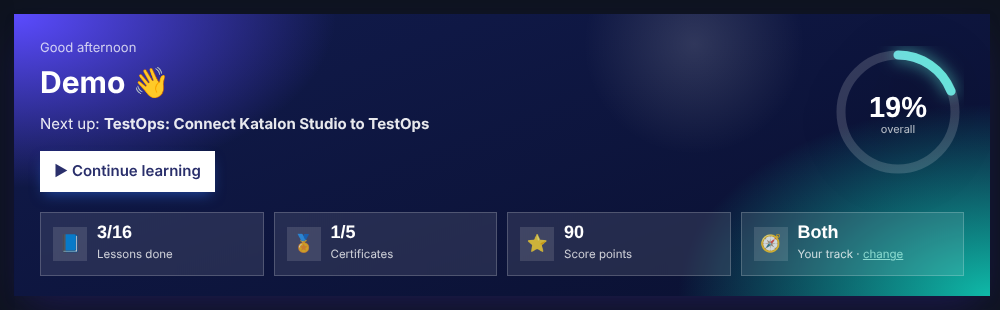 Good afternoon
Demo 👋
Next up: TestOps: Connect Katalon Studio to TestOps
19%
overall
▶ Continue learning
3/16
Lessons done
1/5
Certificates
90
Score points
Both
Your track · change